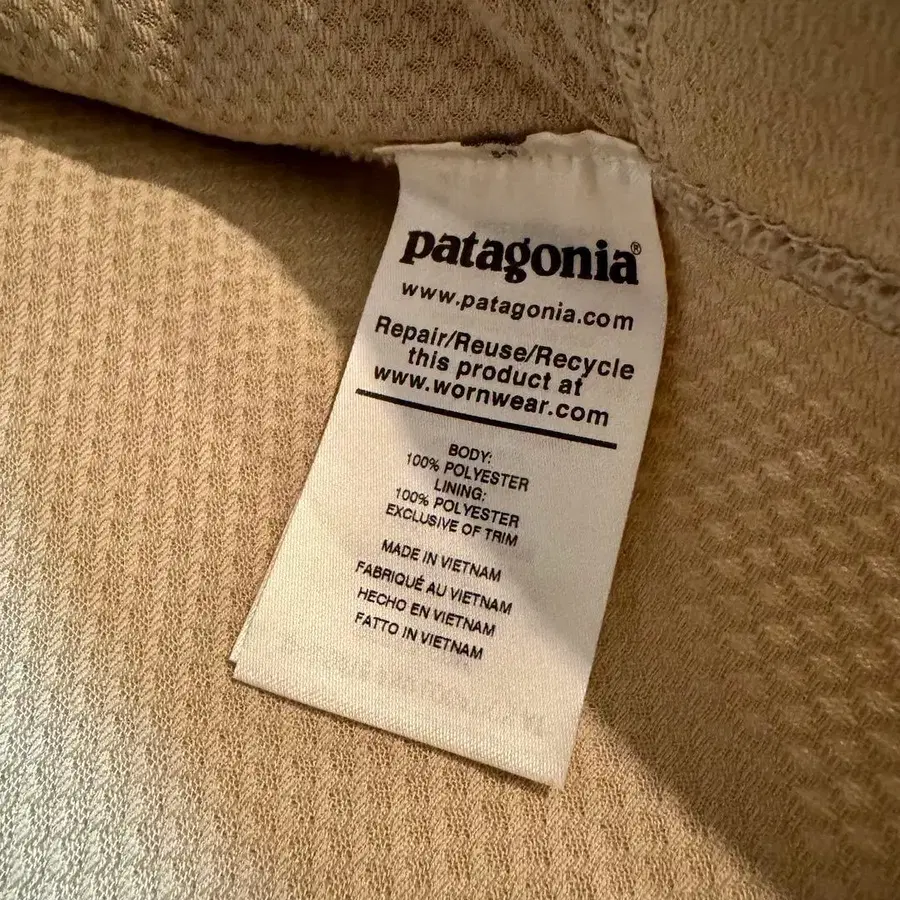 patagonia®
www.patagonia.com
Repair/Reuse/Recycle
this product at
www.wornwear.com
BODY:
100% POLYESTER
LINING:
100% POLYESTER
EXCLUSIVE OF TRIM
MADE IN VIETNAM
FABRIQUÉ AU VIETNAM
HECHO EN VIETNAM
FATTO IN VIETNAM